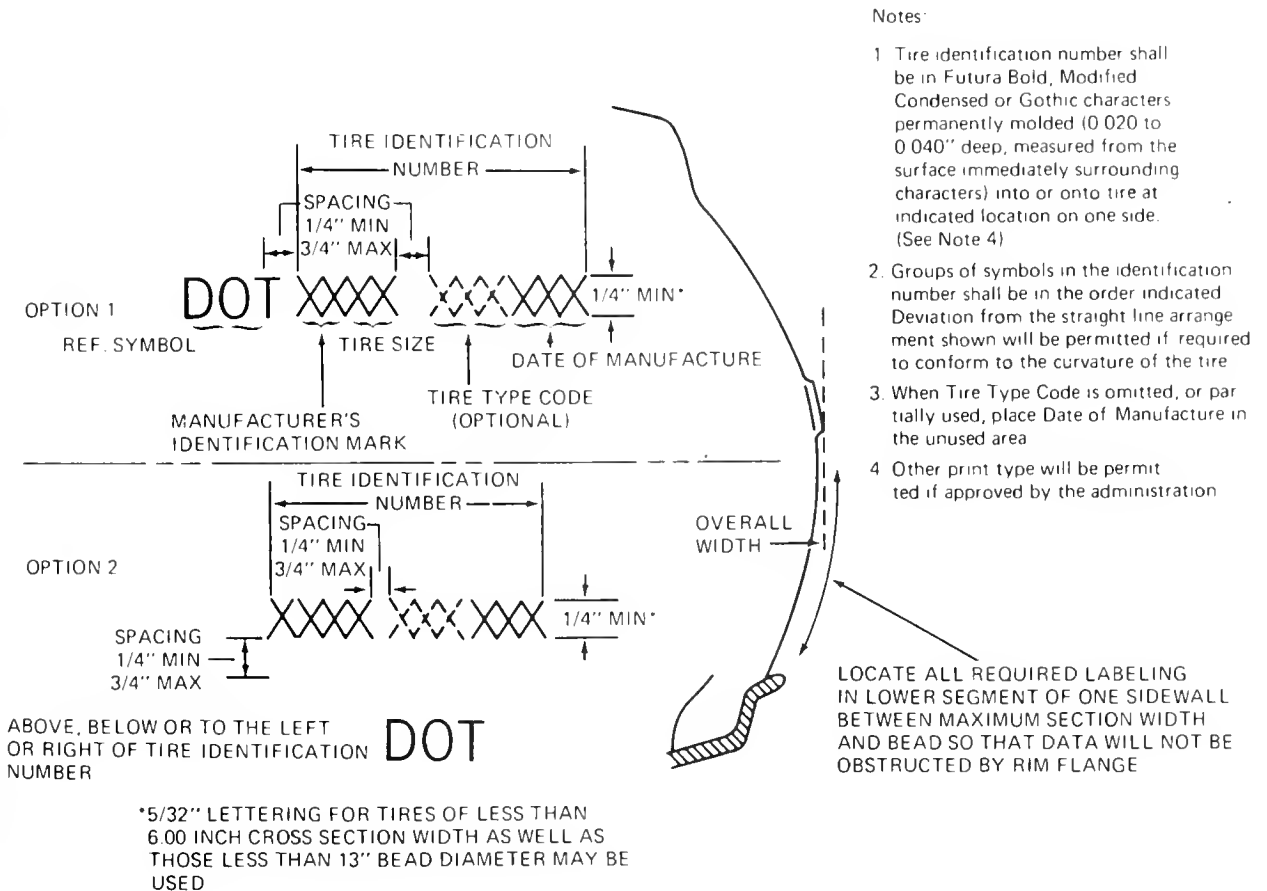 Notes
1 Tire identification number shall
be in Futura Bold, Modified
Condensed or Gothic characters
permanently molded (0 020 to
0 040" deep, measured from the
surface immediately surrounding
characters) into or onto tire at
indicated location on one side.
(See Note 4)
2. Groups of symbols in the identification
number shall be in the order indicated
Deviation from the straight line arrange
ment shown will be permitted if required
to conform to the curvature of the tire
3. When Tire Type Code is omitted, or par
tially used, place Date of Manufacture in
the unused area
4 Other print type will be permit
ted if approved by the administration
TIRE IDENTIFICATION
NUMBER
SPACING
1/4" MIN
3/4" MAX
OPTION 1
DOT
1/4" MIN*
REF. SYMBOL
TIRE SIZE
DATE OF MANUFACTURE
TIRE TYPE CODE
(OPTIONAL)
MANUFACTURER'S
IDENTIFICATION MARK
TIRE IDENTIFICATION
NUMBER
SPACING
1/4" MIN
3/4" MAX
OPTION 2
1/4" MIN*
SPACING
1/4" MIN
3/4" MAX
ABOVE, BELOW OR TO THE LEFT
OR RIGHT OF TIRE IDENTIFICATION
NUMBER
DOT
OVERALL
WIDTH
LOCATE ALL REQUIRED LABELING
IN LOWER SEGMENT OF ONE SIDEWALL
BETWEEN MAXIMUM SECTION WIDTH
AND BEAD SO THAT DATA WILL NOT BE
OBSTRUCTED BY RIM FLANGE
*5/32" LETTERING FOR TIRES OF LESS THAN
6.00 INCH CROSS SECTION WIDTH AS WELL AS
THOSE LESS THAN 13" BEAD DIAMETER MAY BE
USED